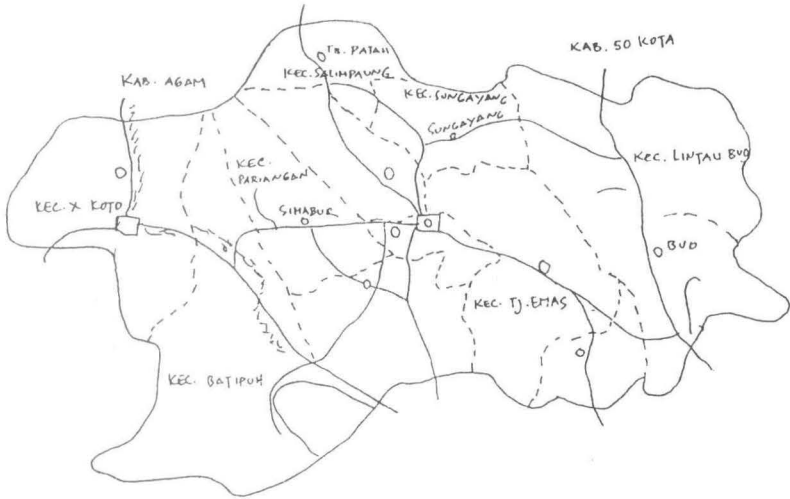 TB. PATAH
KAB. 50 KOTA
KAB. AGAM
KEC. SALIMPAUNG
KEC. SUNGAYANG
SUNGAYANG
KEC. LINTAU BUO
KEC.
PARIANGAN
KEC. X KOTO
SIMABUR
BUO
KEC. TJ. EMAS
KEC. BATIPUH